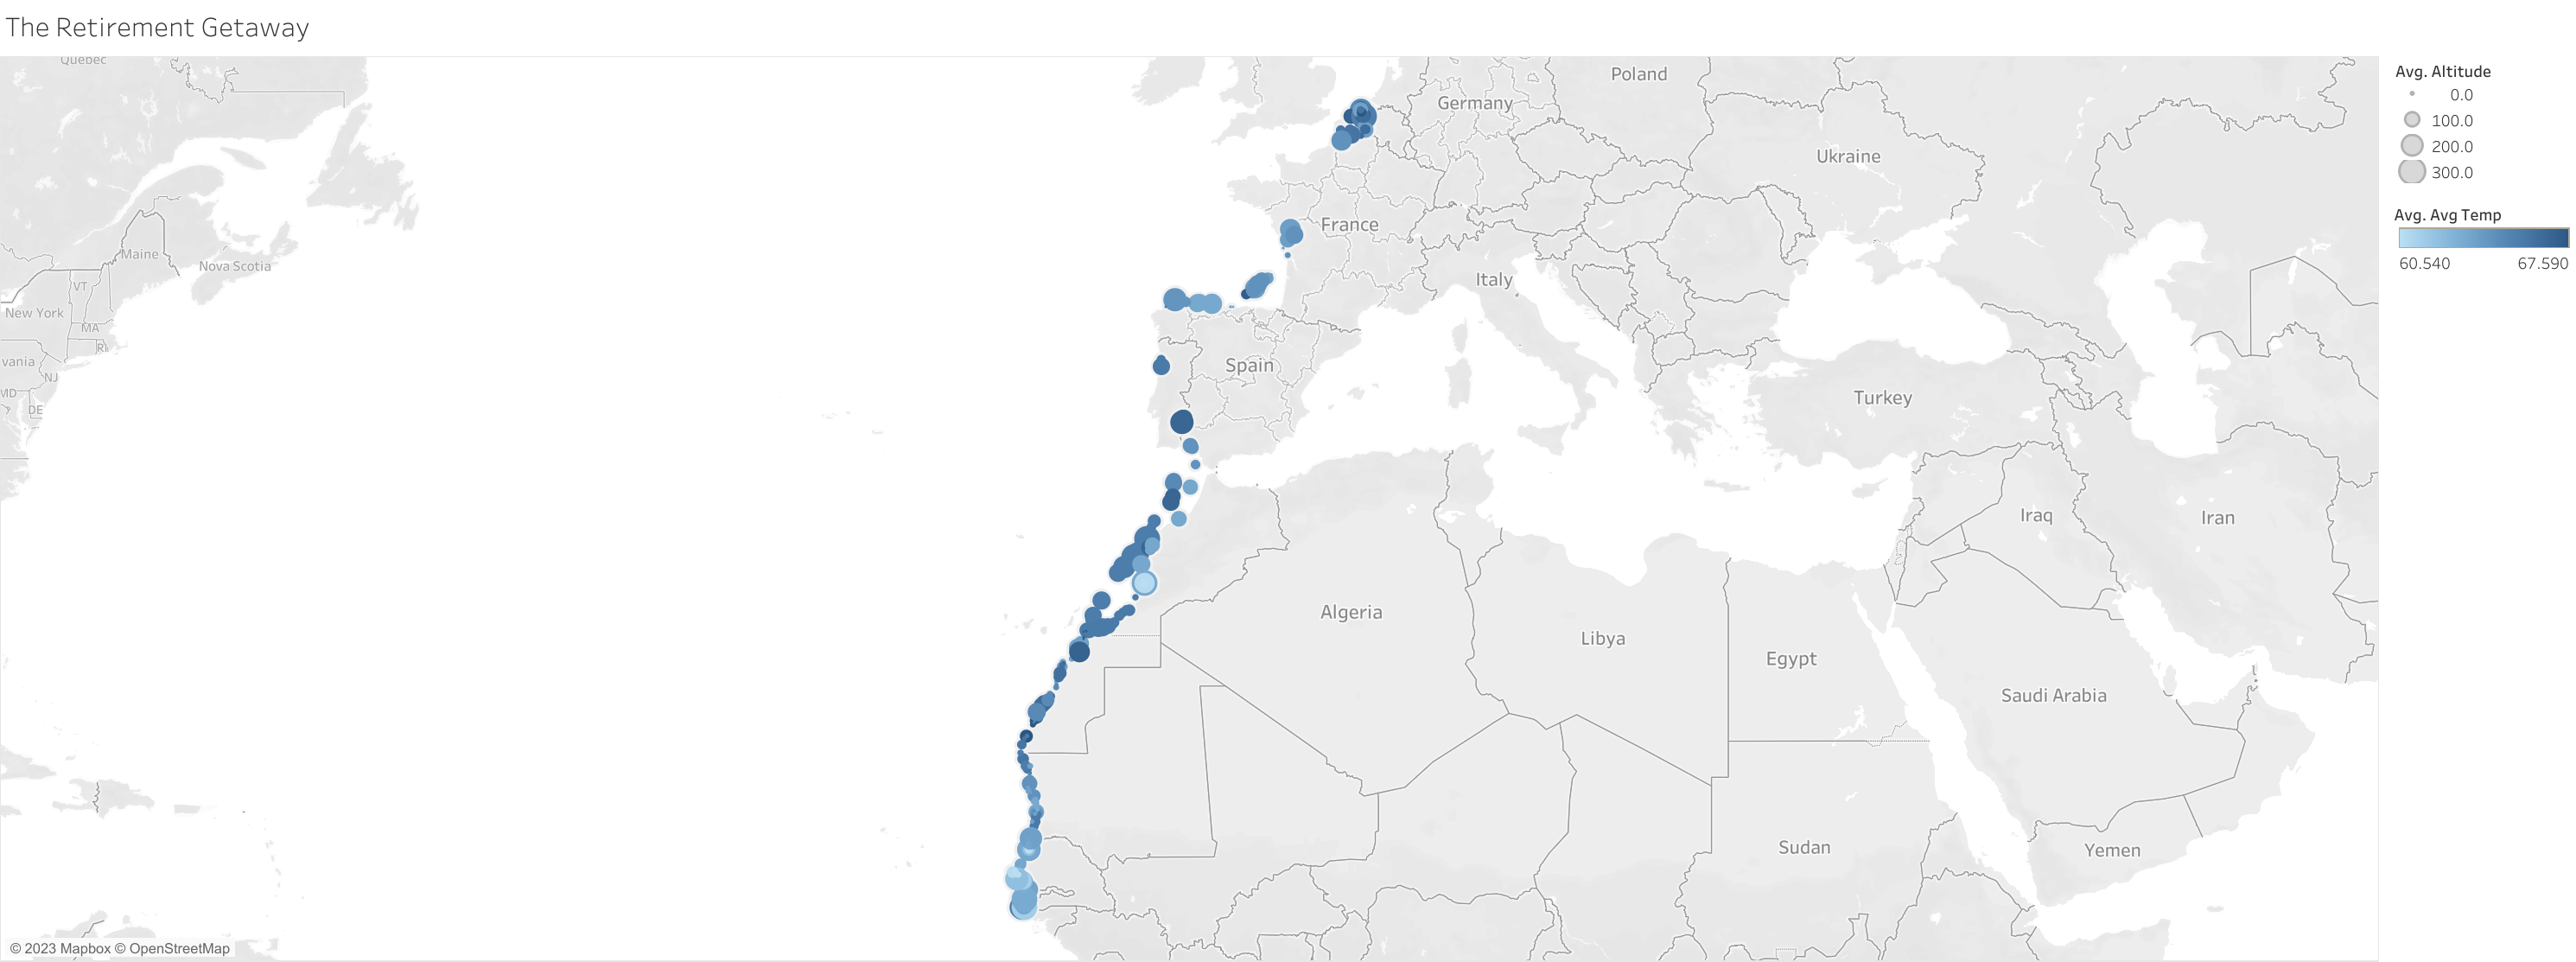 The Retirement Getaway
Quebec
Poland
Germany
Ukraine
France
Maine
Nova Scotia
Italy
VT
New York
MA
RI
vania
Spain
NJ
MD
DE
Turkey
Iraq
Iran
Algeria
Libya
Egypt
Saudi Arabia
Sudan
Yemen
© 2023 Mapbox © OpenStreetMap
Avg. Altitude
0.0
100.0
200.0
300.0
Avg. Avg Temp
60.540 67.590